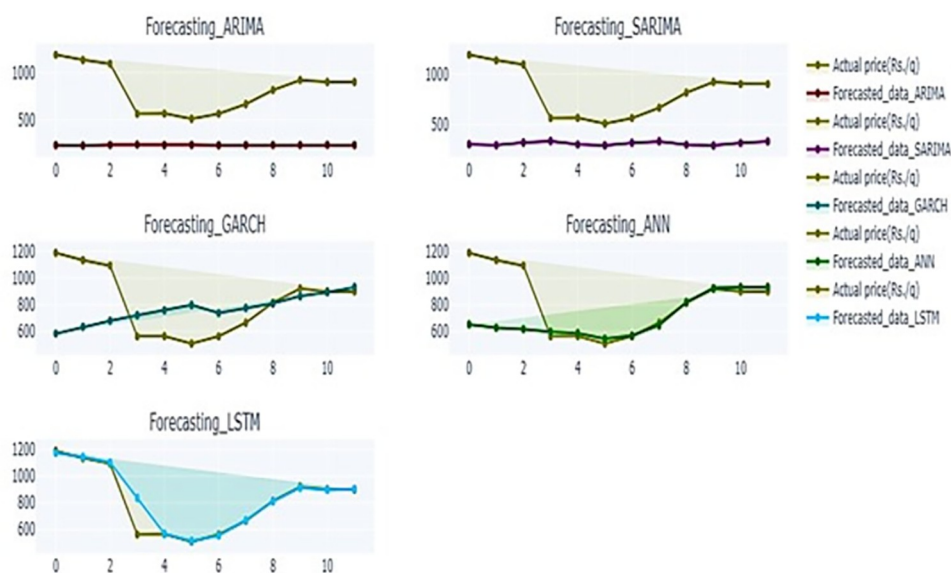 Forecasting_ARIMA
1000
500
0 2 4 6 8 10
Forecasting_SARIMA
1000
500
0 2 4 6 8 10
Actual price(Rs./q)
Forecasted_data_ARIMA
Actual price(Rs./q)
Forecasted_data_SARIMA
Actual price(Rs./q)
Forecasted_data_GARCH
Actual price(Rs./q)
Forecasted_data_ANN
Actual price(Rs./q)
Forecasted_data_LSTM
Forecasting_GARCH
1200
1000
800
600
0 2 4 6 8 10
Forecasting_ANN
1200
1000
800
600
0 2 4 6 8 10
Forecasting_LSTM
1200
1000
800
600
0 2 4 6 8 10